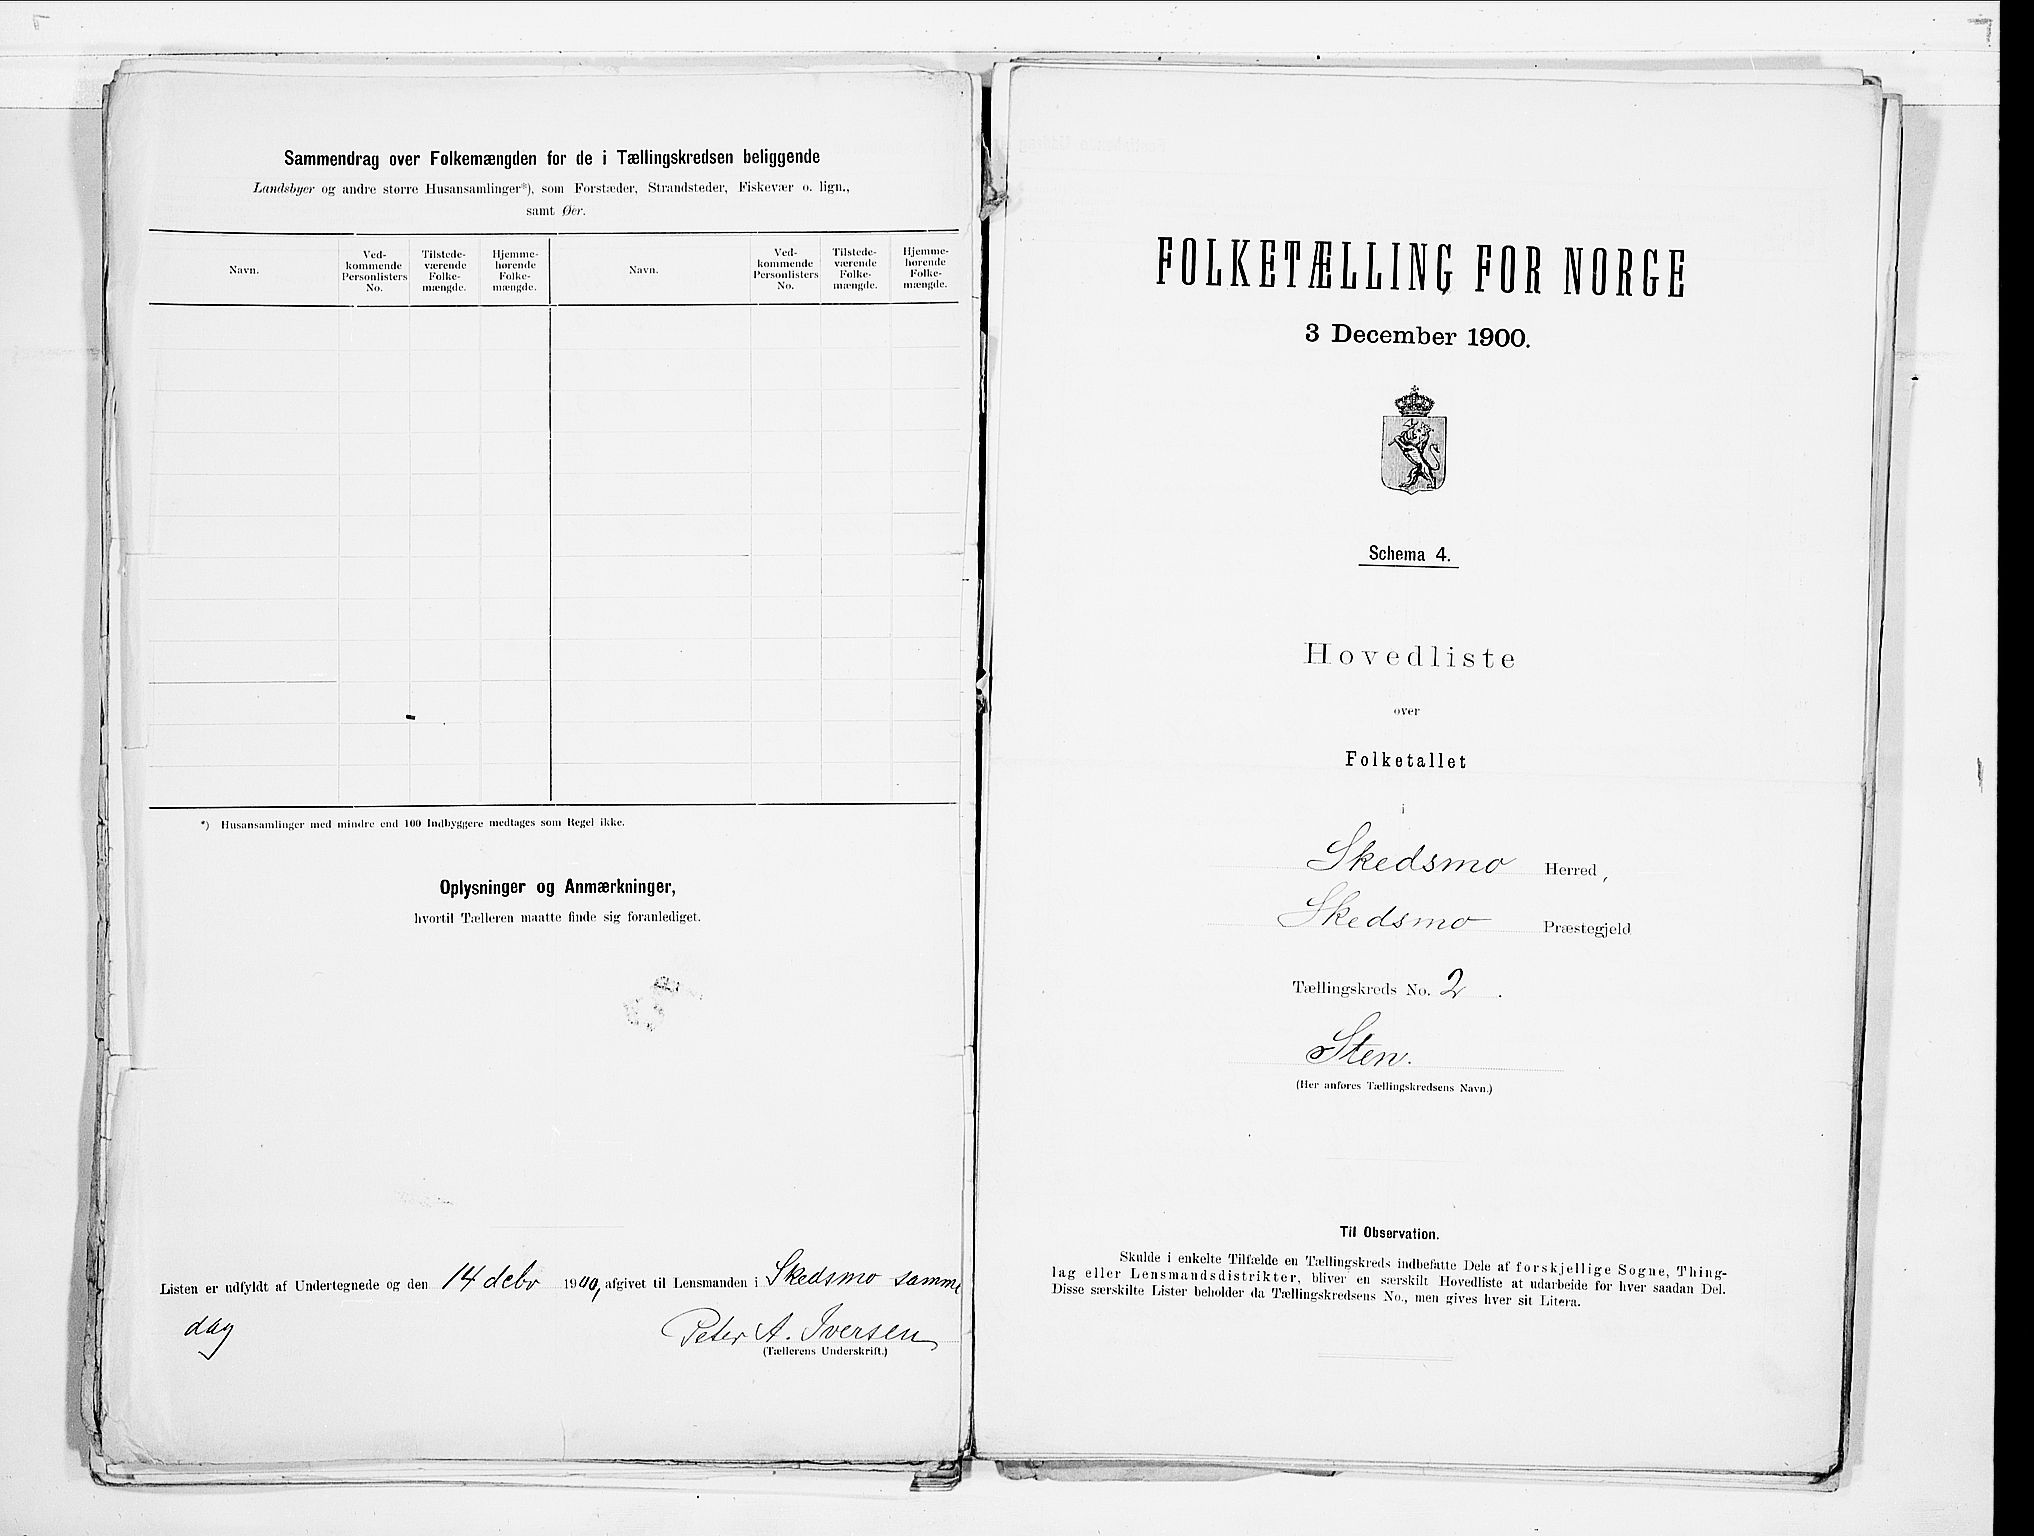 Sammendrag over Folkemængden for de i Tællingskredsen beliggende
Landsbyer og andre større Husansamlinger*), som Forstæder, Strandsteder, Fiskevær o. lign.,
samt Øer.
Navn.
Ved-
kommende
Personlisters
No.
Tilstede-
værende
Folke-
mængde.
Hjemme-
hørende
Folke-
mængde.
Navn.
Ved-
kommende
Personlisters
No.
Tilstede-
værende
Folke-
mængde.
Hjemme-
hørende
Folke-
mængde.
*) Husansamlinger med mindre end 100 Indbyggere medtages som Regel ikke.
Oplysninger og Anmærkninger,
hvortil Tælleren maatte finde sig foranlediget.
Listen er udfyldt af Undertegnede og den 14 debr 1900, afgivet til Lensmanden i Skedsmo samme
dag
Peter A. Iversen
(Tællerens Underskrift.)
FOLKETÆLLING FOR NORGE
3 December 1900.
Schema 4.
Hovedliste
over
Folketallet
i
Skedsmo Herred,
Skedsmo Præstegjeld
Tællingskreds No. 2.
Sten.
(Her anføres Tællingskredsens Navn.)
Til Observation.
Skulde i enkelte Tilfælde en Tællingskreds indbefatte Dele af forskjellige Sogne, Thing-
lag eller Lensmandsdistrikter, bliver en særskilt Hovedliste at udarbeide for hver saadan Del.
Disse særskilte Lister beholder da Tællingskredsens No., men gives hver sit Litera.